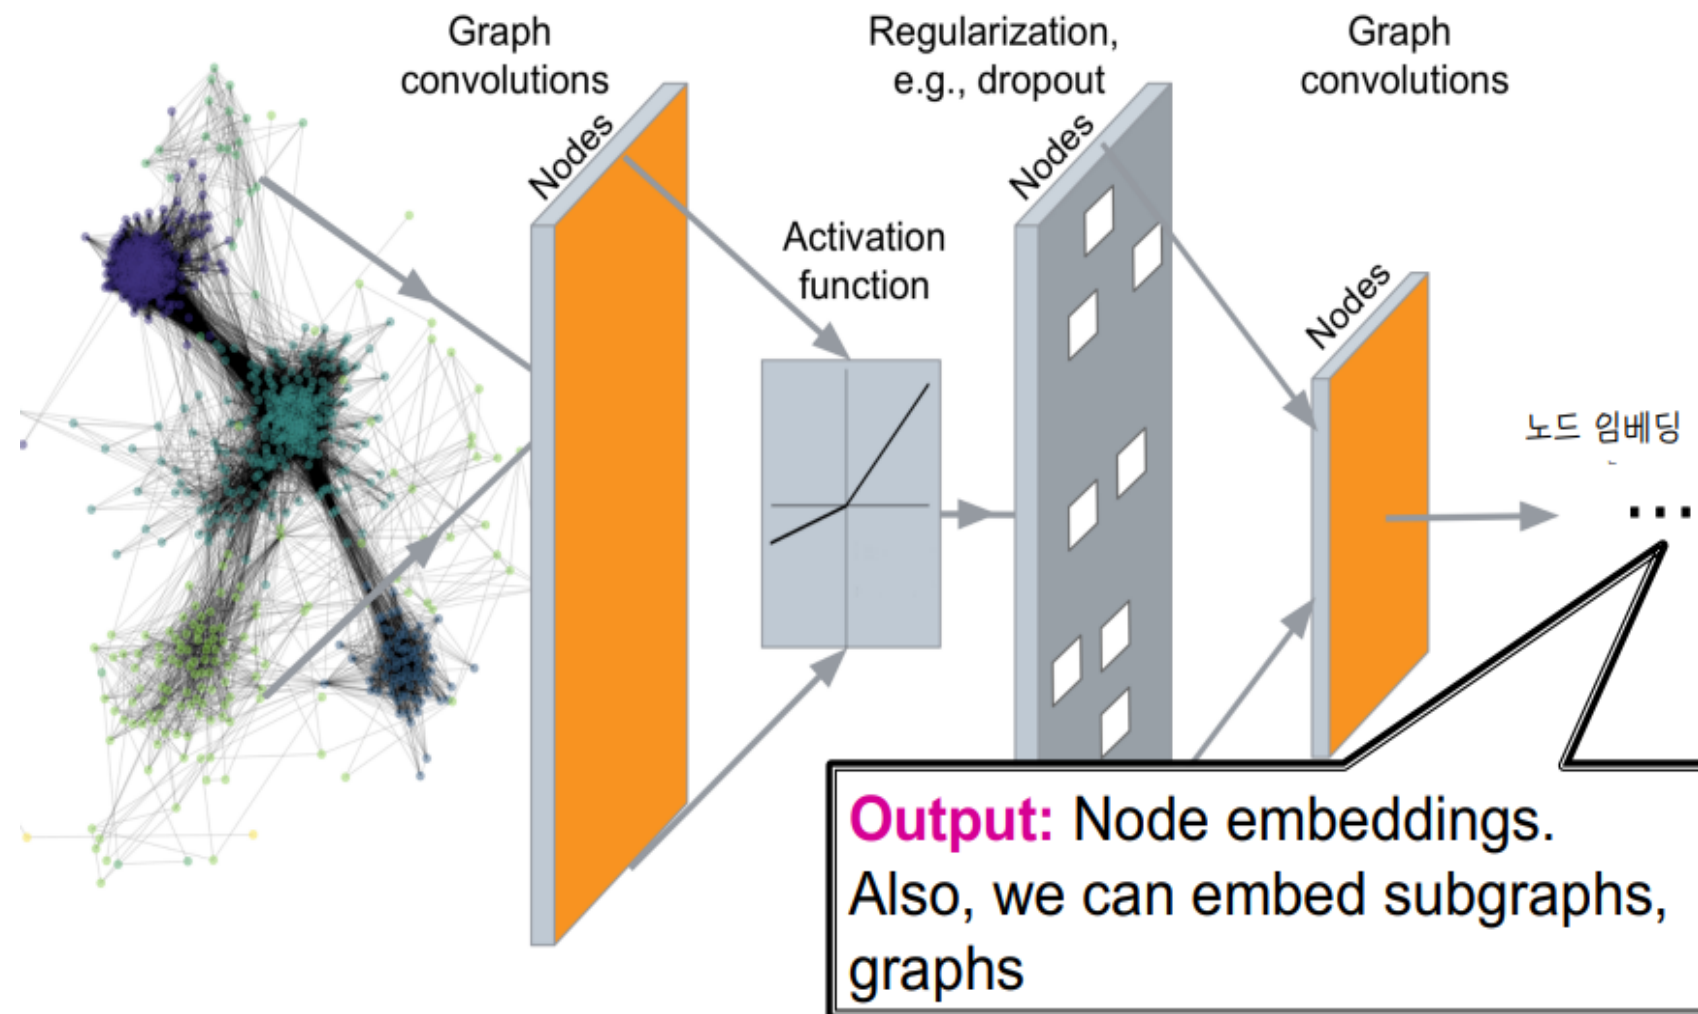 Graph
convolutions
Regularization,
e.g., dropout
Graph
convolutions
Nodes
Nodes
Activation
function
Nodes
노드 임베딩
...
Output: Node embeddings.
Also, we can embed subgraphs,
graphs